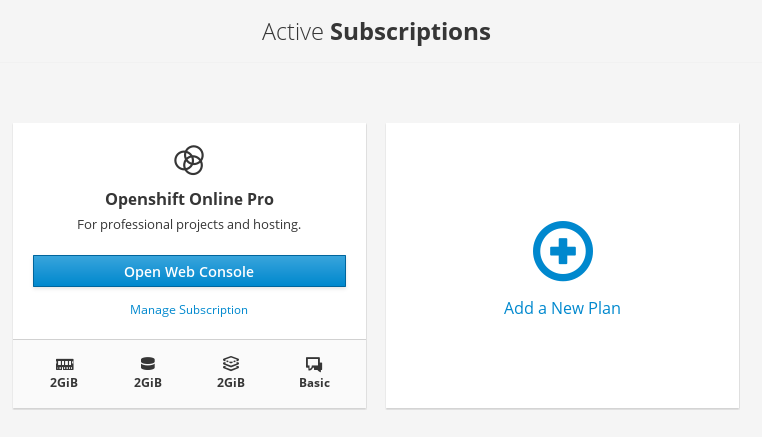 Active Subscriptions
Openshift Online Pro
For professional projects and hosting.
Open Web Console
Manage Subscription
2GiB 2GiB 2GiB Basic
Add a New Plan